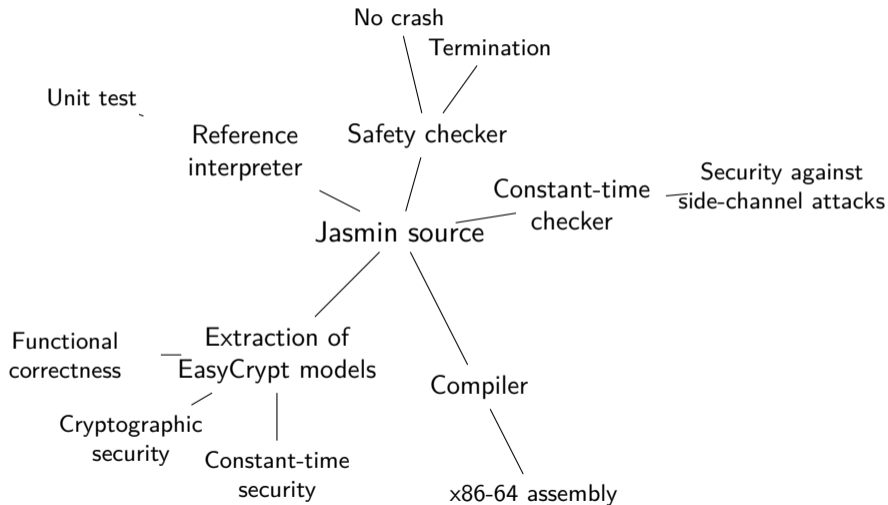 No crash
Termination
Unit test
Reference
interpreter
Safety checker
Constant-time
checker
Security against
side-channel attacks
Jasmin source
Functional
correctness
Extraction of
EasyCrypt models
Compiler
Cryptographic
security
Constant-time
security
x86-64 assembly